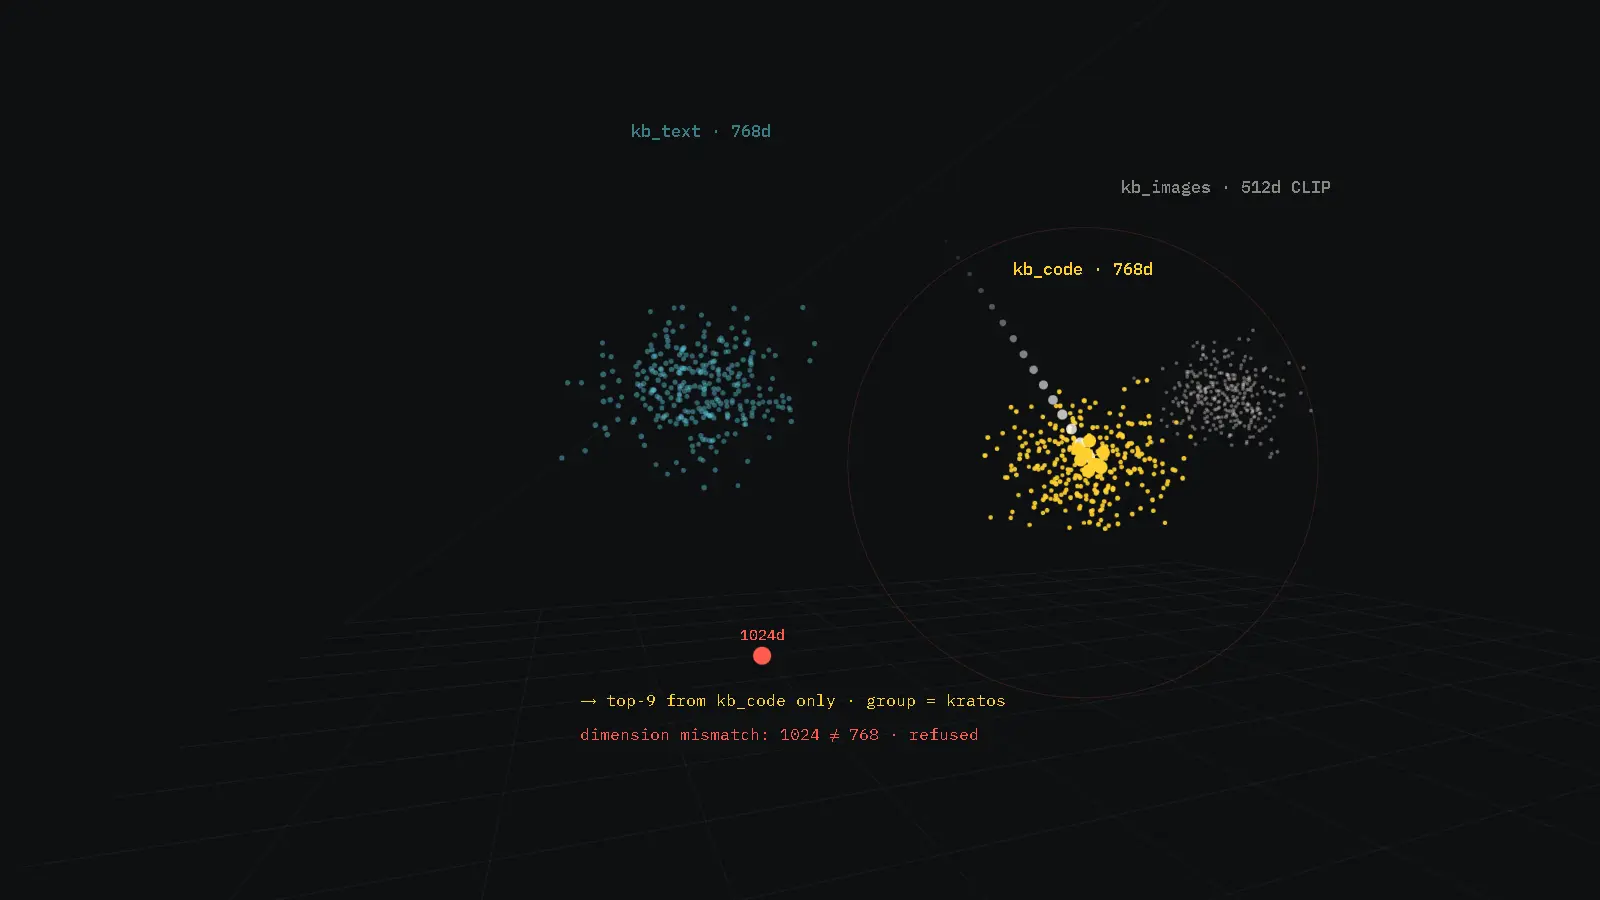 kb_text · 768d
kb_images · 512d CLIP
kb_code · 768d
1024d
→ top-9 from kb_code only · group = kratos
dimension mismatch: 1024 ≠ 768 · refused